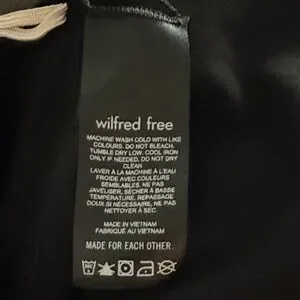 wilfred free
MACHINE WASH COLD WITH LIKE
COLOURS. DO NOT BLEACH.
TUMBLE DRY LOW. COOL IRON
ONLY IF NEEDED. DO NOT DRY
CLEAN
LAVER À LA MACHINE À L'EAU
FROIDE AVEC COULEURS
SEMBLABLES. NE PAS
JAVELISER. SÉCHER À BASSE
TEMPÉRATURE. REPASSAGE
DOUX SI NÉCESSAIRE. NE PAS
NETTOYER À SEC.
MADE IN VIETNAM
FABRIQUÉ AU VIETNAM
MADE FOR EACH OTHER.